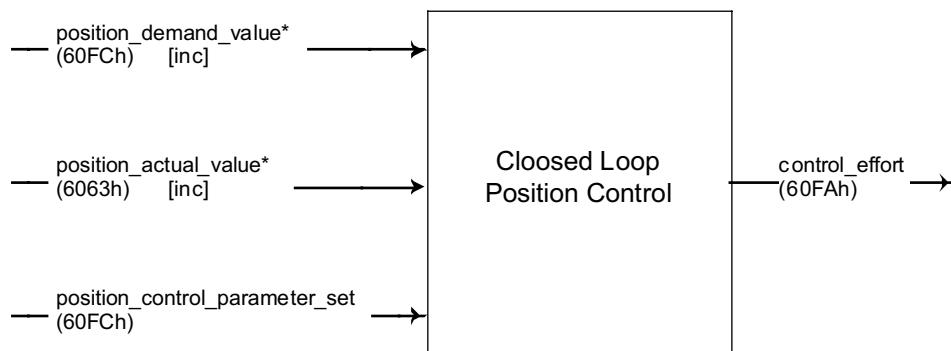 position_demand_value*
(60FCh) [inc]
position_actual_value*
(6063h) [inc]
position_control_parameter_set
(60FCh)
Cloosed Loop
Position Control
control_effort
(60FAh)